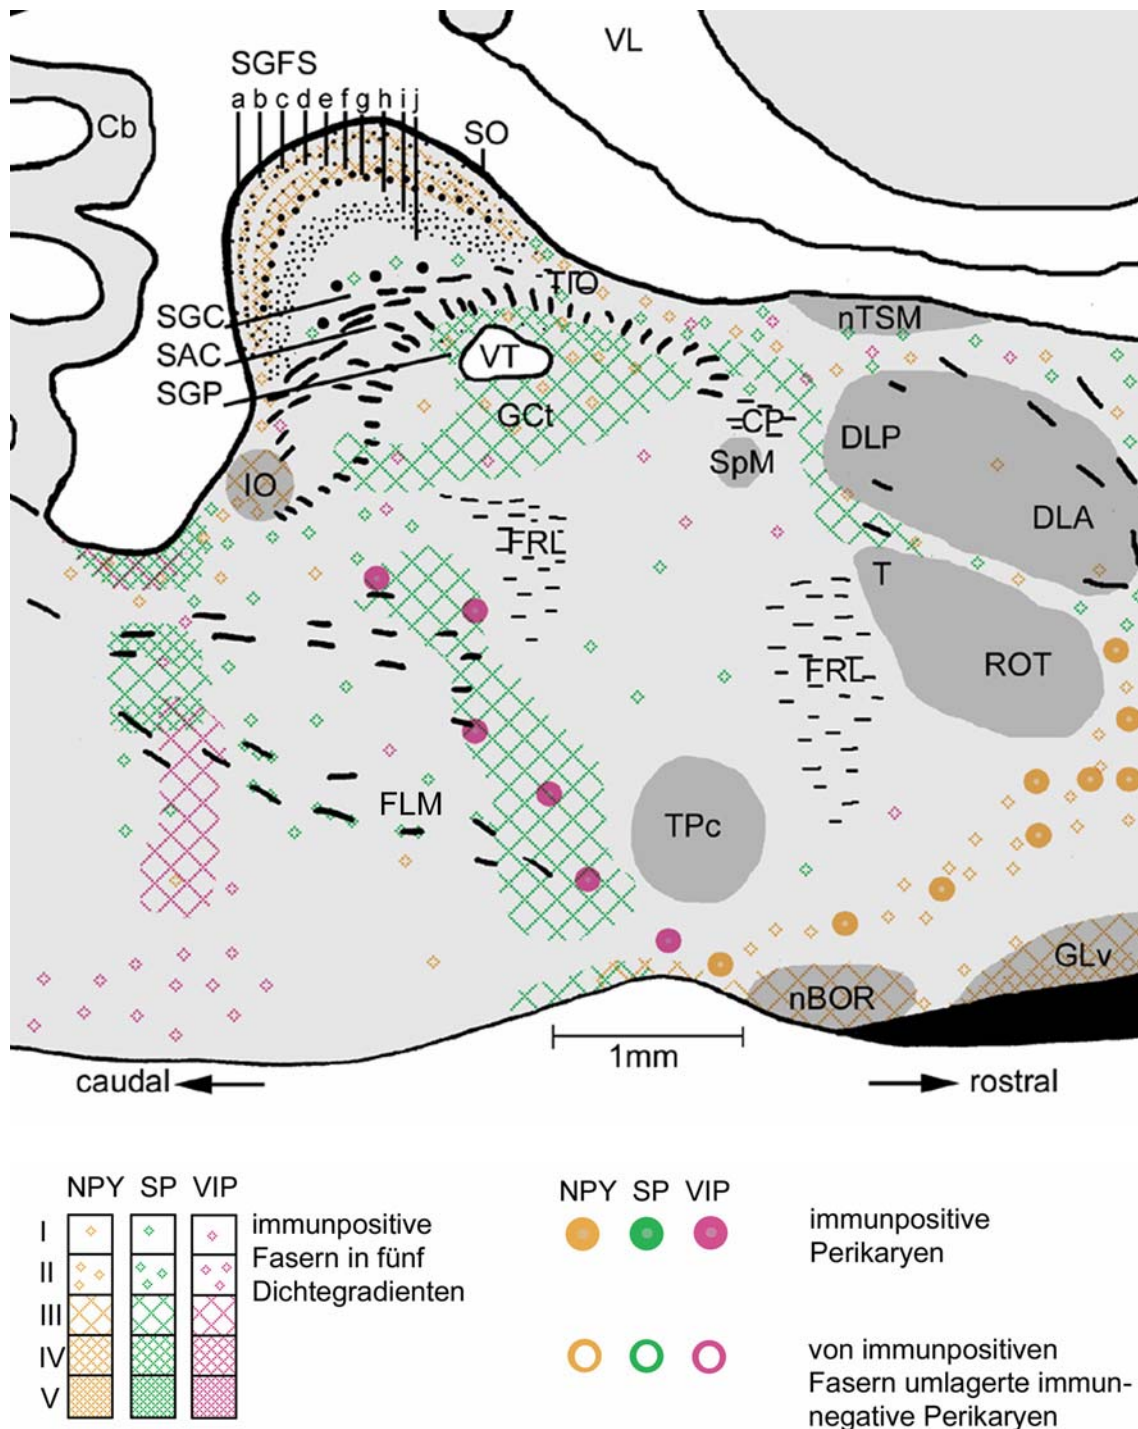 VL
SGFS
a b c d e f g h i j
Cb
SO
TTO
SGC
nTSM
SAC
VT
SGP
GCt
CP
DLP
SpM
IO
DLA
FRL
T
ROT
FRL
FLM
TPc
GLv
nBOR
1mm
caudal
rostral
NPY SP VIP
I
II
III
IV
V
immunpositive
Fasern in fünf
Dichtegradienten
NPY SP VIP
immunpositive
Perikaryen
von immunpositiven
Fasern umlagerte immun-
negative Perikaryen